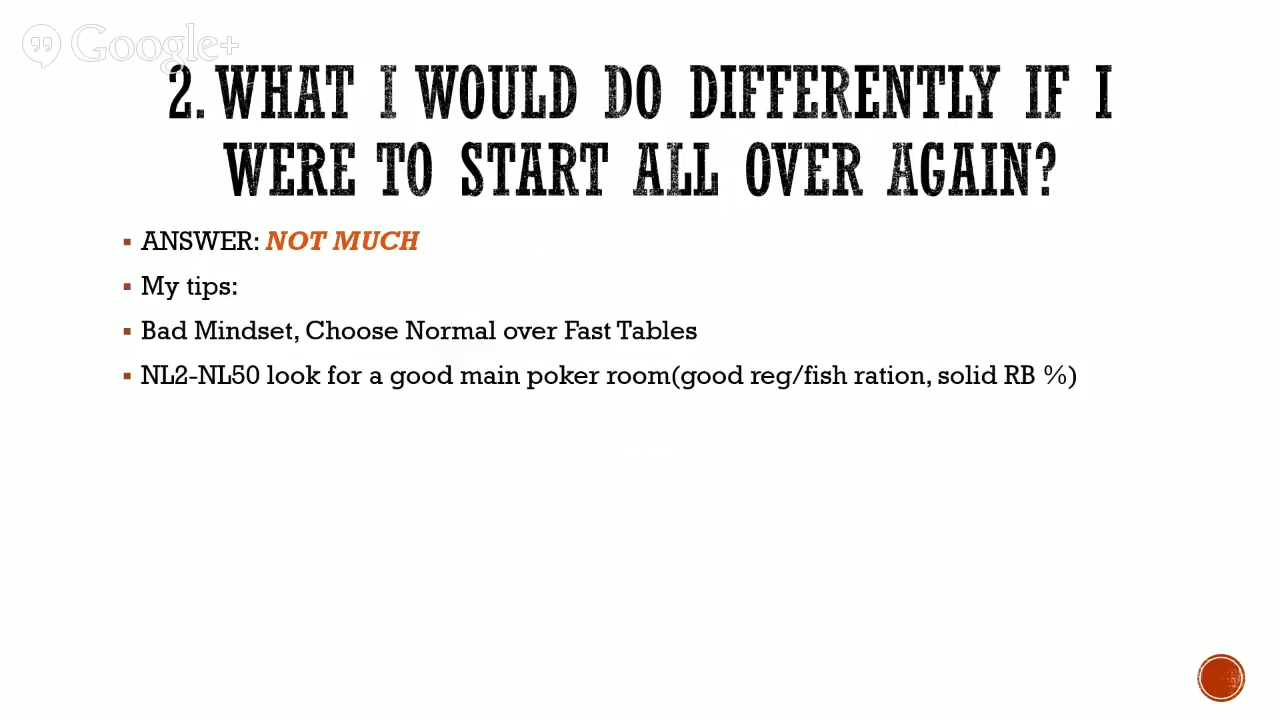 Google+
2. WHAT I WOULD DO DIFFERENTLY IF I
WERE TO START ALL OVER AGAIN?
ANSWER: NOT MUCH
My tips:
Bad Mindset, Choose Normal over Fast Tables
NL2-NL50 look for a good main poker room(good reg/fish ration, solid RB %)